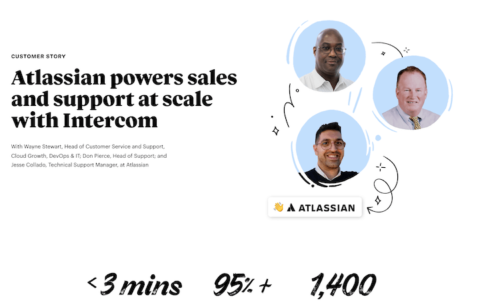 CUSTOMER STORY
Atlassian powers sales
and support at scale
with Intercom
With Wayne Stewart, Head of Customer Service and Support,
Cloud Growth, DevOps & IT; Don Pierce, Head of Support; and
Jesse Collado, Technical Support Manager, at Atlassian
ATLASSIAN
<3 mins 95%+ 1,400